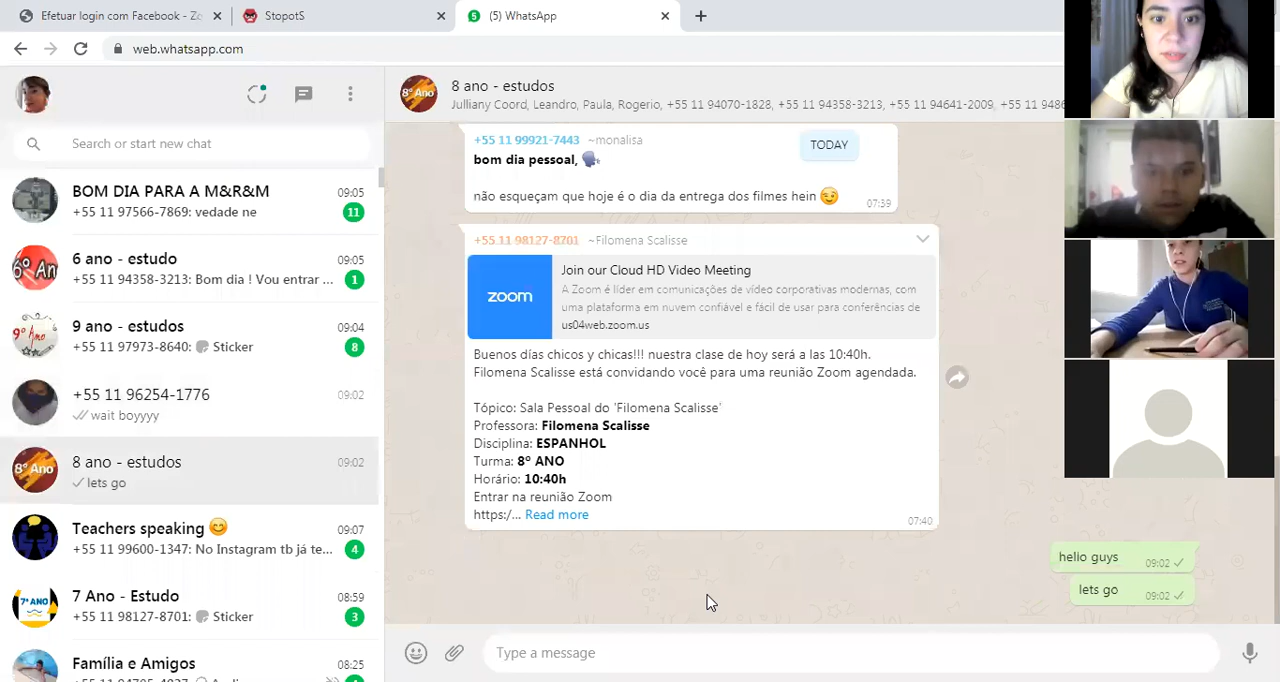 Efetuar login com Facebook - Zo
StopotS
(5) WhatsApp
web.whatsapp.com
8 ano - estudos
Julliany Coord, Leandro, Paula, Rogerio, +55 11 94070-1828, +55 11 94358-3213, +55 11 94641-2009, +55 11 9486
Search or start new chat
BOM DIA PARA A M&R&M 09:05
+55 11 97566-7869: vedade ne 11
6 ano - estudo 09:05
+55 11 94358-3213: Bom dia ! Vou entrar ... 1
9 ano - estudos 09:04
+55 11 97973-8640: Sticker 8
+55 11 96254-1776 09:02
wait boyyyy
8 ano - estudos 09:02
lets go
Teachers speaking 😊 09:07
+55 11 99600-1347: No Instagram tb já te... 4
7 Ano - Estudo 08:59
+55 11 98127-8701: Sticker 3
Família e Amigos 08:25
+55 11 99921-7443 ~monalisa
TODAY
bom dia pessoal, 🗣
não esqueçam que hoje é o dia da entrega dos filmes hein 😉 07:39
+55 11 98127-8701 ~Filomena Scalisse
zoom
Join our Cloud HD Video Meeting
A Zoom é líder em comunicações de vídeo corporativas modernas, com
uma plataforma em nuvem confiável e fácil de usar para conferências de
us04web.zoom.us
Buenos días chicos y chicas!!! nuestra clase de hoy será a las 10:40h.
Filomena Scalisse está convidando você para uma reunião Zoom agendada.
Tópico: Sala Pessoal do 'Filomena Scalisse'
Professora: Filomena Scalisse
Disciplina: ESPANHOL
Turma: 8º ANO
Horário: 10:40h
Entrar na reunião Zoom
https:/... Read more
07:40
hello guys 09:02
lets go 09:02
Type a message